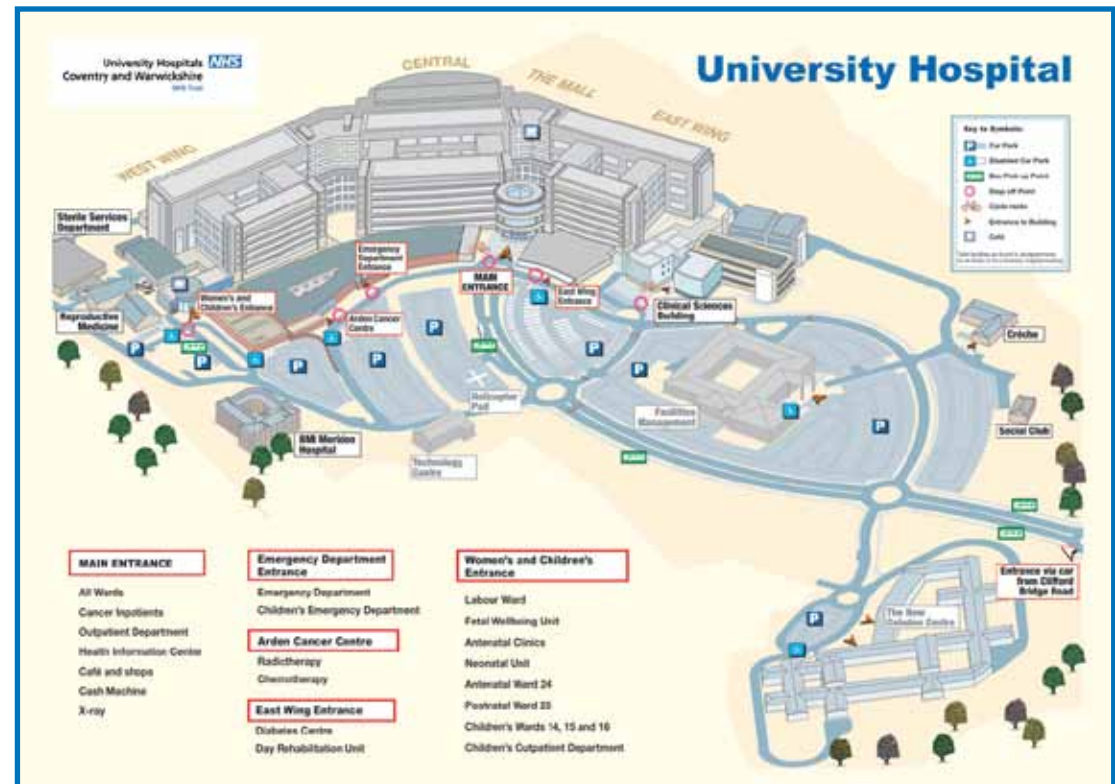 University Hospitals NHS
Coventry and Warwickshire
NHS Trust
University Hospital
CENTRAL
THE MALL
EAST WING
WEST WING
Key to Symbols:
P Car Park
Disabled Car Park
Bus Pick up Point
Drop off Point
Cycle racks
Entrance to Building
Café
Sterile Services
Department
Emergency
Department
Entrance
MAIN
ENTRANCE
East Wing
Entrance
Clinical Sciences
Building
Women's and
Children's Entrance
Arden Cancer
Centre
Reproductive
Medicine
Crèche
P
P
P
P
P
P
P
P
P
Helicopter
Pad
Facilities
Management
Social Club
BMI Meriden
Hospital
Technology
Centre
Entrance via car
from Clifford
Bridge Road
The New
Centre
P
MAIN ENTRANCE
All Wards
Cancer Inpatients
Outpatient Department
Health Information Centre
Café and shops
Cash Machine
X-ray
Emergency Department
Entrance
Emergency Department
Children's Emergency Department
Arden Cancer Centre
Radiotherapy
Chemotherapy
East Wing Entrance
Diabetes Centre
Day Rehabilitation Unit
Women's and Children's
Entrance
Labour Ward
Fetal Wellbeing Unit
Antenatal Clinics
Neonatal Unit
Antenatal Ward 24
Postnatal Ward 25
Children's Wards 14, 15 and 16
Children's Outpatient Department